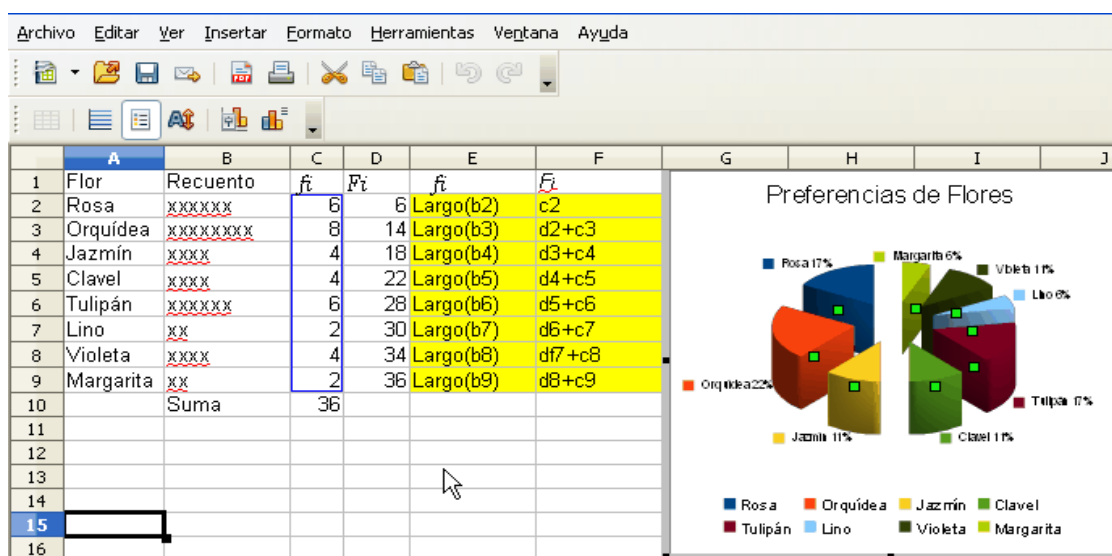 Archivo Editar Ver Insertar Formato Herramientas Ventana Ayuda
A B C D E F G H I J
1 Flor Recuento fi Fi fi Fi
2 Rosa xxxxxx 6 6 Largo(b2) c2
3 Orquídea xxxxxxxx 8 14 Largo(b3) d2+c3
4 Jazmín xxxx 4 18 Largo(b4) d3+c4
5 Clavel xxxx 4 22 Largo(b5) d4+c5
6 Tulipán xxxxxx 6 28 Largo(b6) d5+c6
7 Lino xx 2 30 Largo(b7) d6+c7
8 Violeta xxxx 4 34 Largo(b8) df7+c8
9 Margarita xx 2 36 Largo(b9) d8+c9
10 Suma 36
11
12
13
14
15
16
Preferencias de Flores
Rosa 17%
Margarita 6%
Violeta 11%
Lino 6%
Orquídea 22%
Tulipán 17%
Jazmín 11%
Clavel 11%
Rosa Orquídea Jazmín Clavel
Tulipán Lino Violeta Margarita